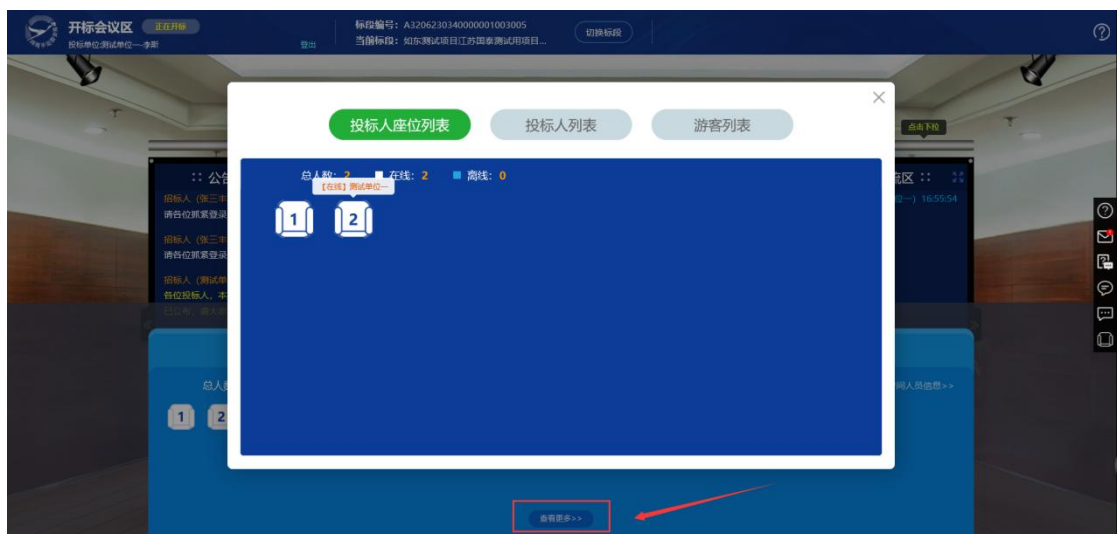 开标会议区 正在开标
投标单位:测试单位一-李斯 登出
标段编号：A3206230340000001003005
当前标段：如东测试项目江苏国泰测试用项目...
切换标段
投标人座位列表 投标人列表 游客列表
点击下拉
总人数：2 在线：2 离线：0
【在线】测试单位一
1 2
:: 公告
流区 ::
招标人（张三丰
16:55:54
请各位抓紧登录
招标人（张三丰
请各位抓紧登录
招标人（测试单
各位投标人，本
总人数
间人员信息>>
1 2
查看更多>>